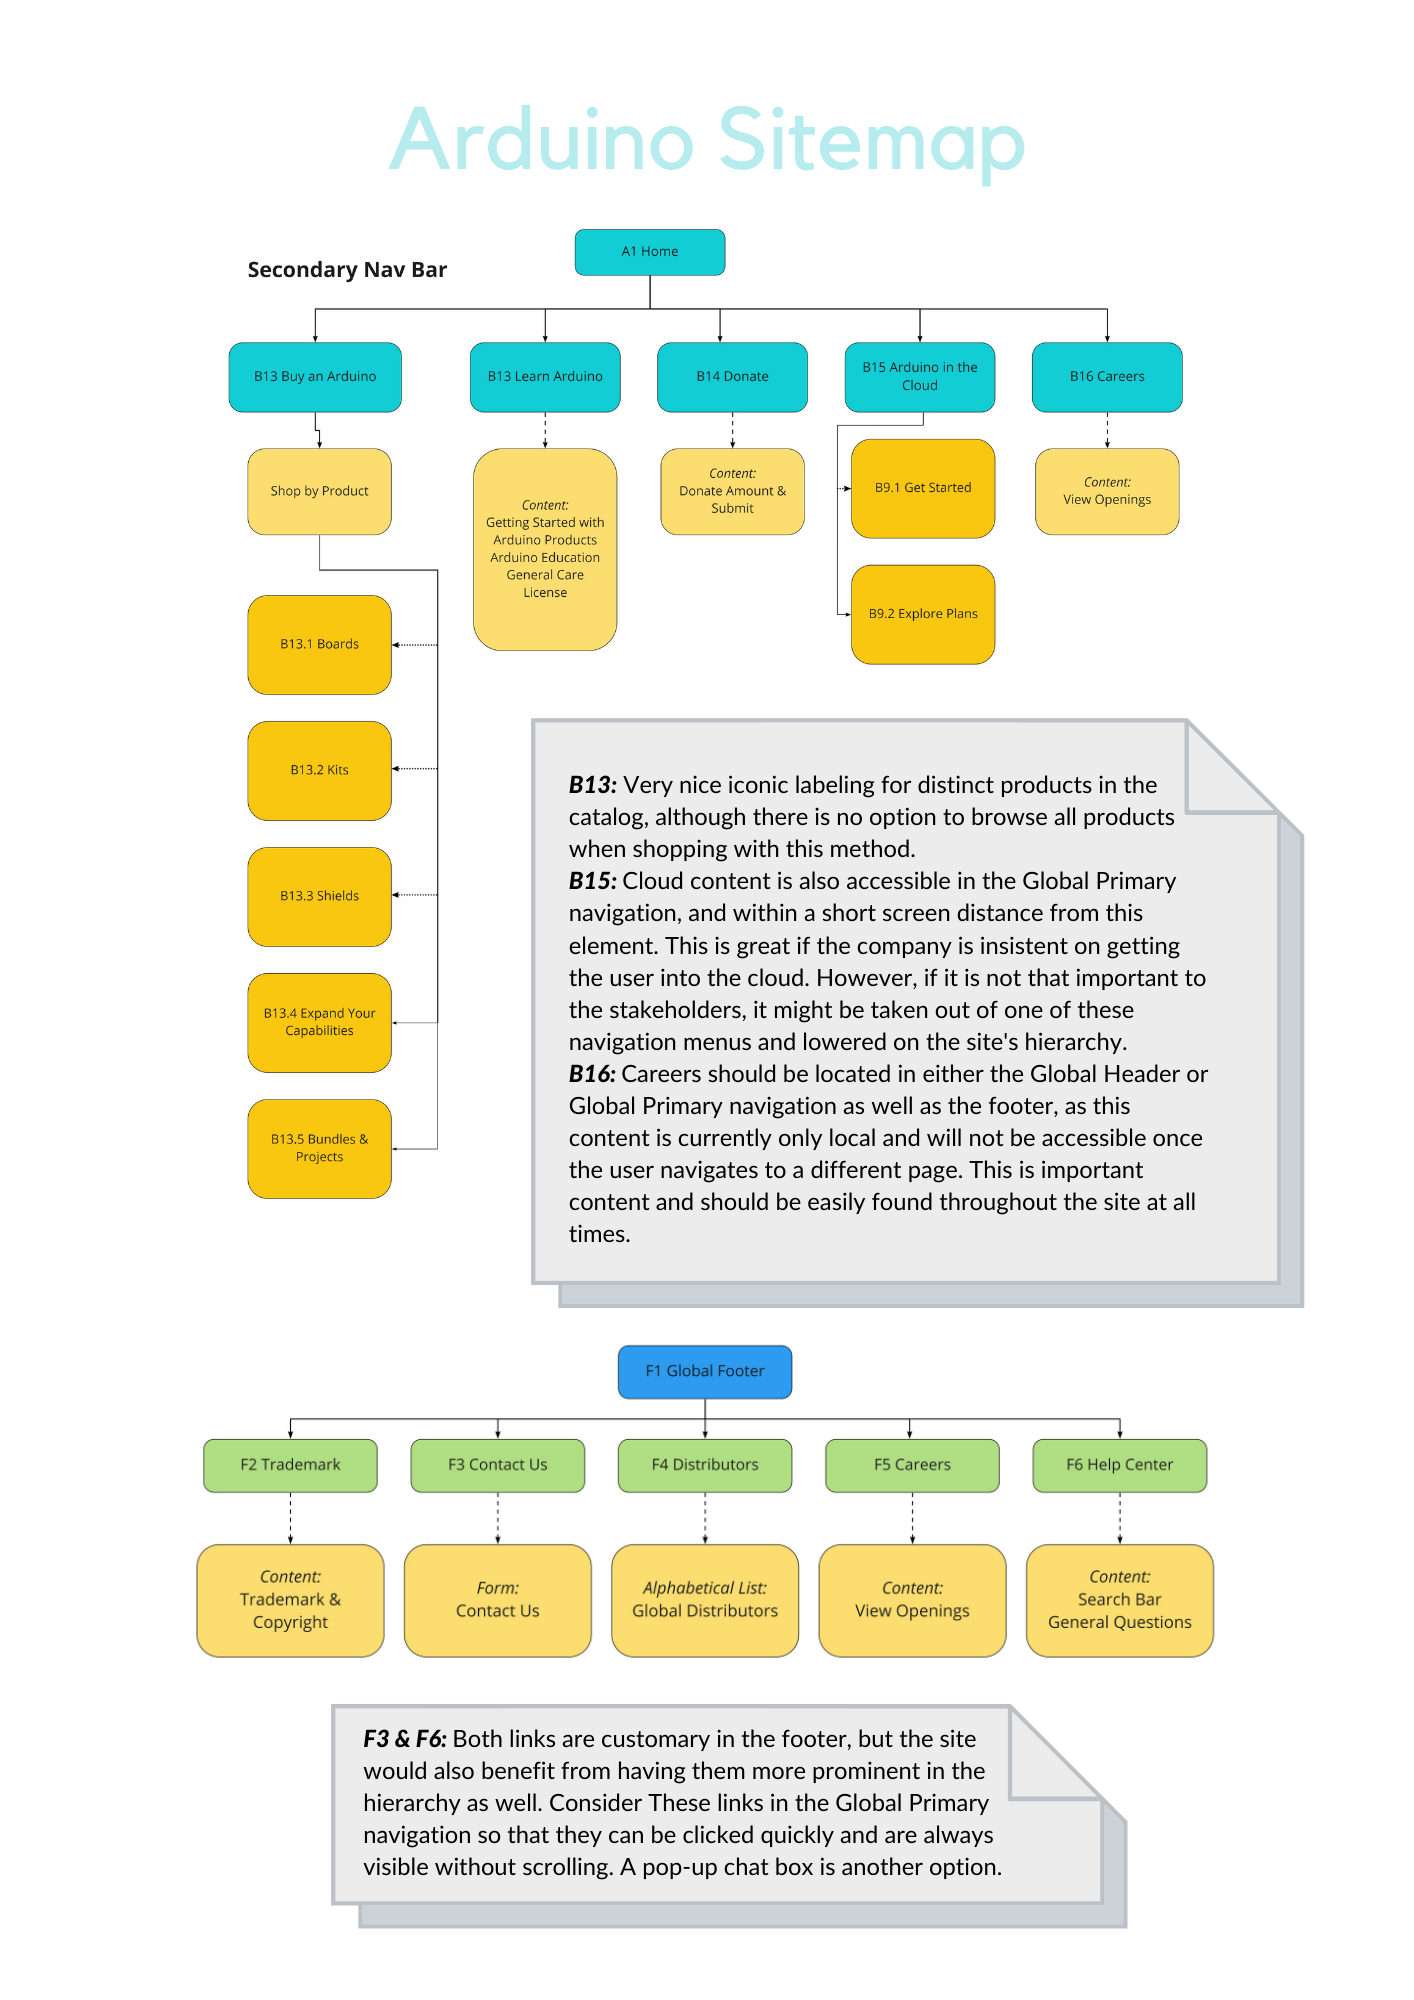 Arduino Sitemap
A1 Home
Secondary Nav Bar
B13 Buy an Arduino
B13 Learn Arduino
B14 Donate
B15 Arduino in the
Cloud
B16 Careers
Shop by Product
Content:
Getting Started with
Arduino Products
Arduino Education
General Care
License
Content:
Donate Amount &
Submit
B9.1 Get Started
B9.2 Explore Plans
Content:
View Openings
B13.1 Boards
B13.2 Kits
B13.3 Shields
B13.4 Expand Your
Capabilities
B13.5 Bundles &
Projects
B13: Very nice iconic labeling for distinct products in the
catalog, although there is no option to browse all products
when shopping with this method.
B15: Cloud content is also accessible in the Global Primary
navigation, and within a short screen distance from this
element. This is great if the company is insistent on getting
the user into the cloud. However, if it is not that important to
the stakeholders, it might be taken out of one of these
navigation menus and lowered on the site's hierarchy.
B16: Careers should be located in either the Global Header or
Global Primary navigation as well as the footer, as this
content is currently only local and will not be accessible once
the user navigates to a different page. This is important
content and should be easily found throughout the site at all
times.
F1 Global Footer
F2 Trademark
F3 Contact Us
F4 Distributors
F5 Careers
F6 Help Center
Content:
Trademark &
Copyright
Form:
Contact Us
Alphabetical List:
Global Distributors
Content:
View Openings
Content:
Search Bar
General Questions
F3 & F6: Both links are customary in the footer, but the site
would also benefit from having them more prominent in the
hierarchy as well. Consider These links in the Global Primary
navigation so that they can be clicked quickly and are always
visible without scrolling. A pop-up chat box is another option.